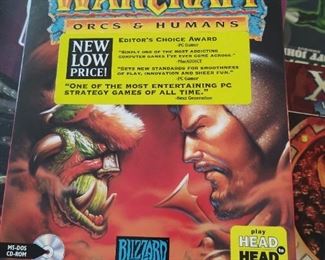 WARCRAFT
ORCS & HUMANS
NEW
LOW
PRICE!
EDITOR'S CHOICE AWARD
-PC Gamer
"SIMPLY ONE OF THE MOST ADDICTING
COMPUTER GAMES I'VE EVER COME ACROSS."
-MacADDICT
"SETS NEW STANDARDS FOR SMOOTHNESS
OF PLAY, INNOVATION AND SHEER FUN."
-PC Gamer
"ONE OF THE MOST ENTERTAINING PC
STRATEGY GAMES OF ALL TIME."
-Next Generation
MS-DOS
CD-ROM
BLIZZARD
play
HEAD
to
HEAD